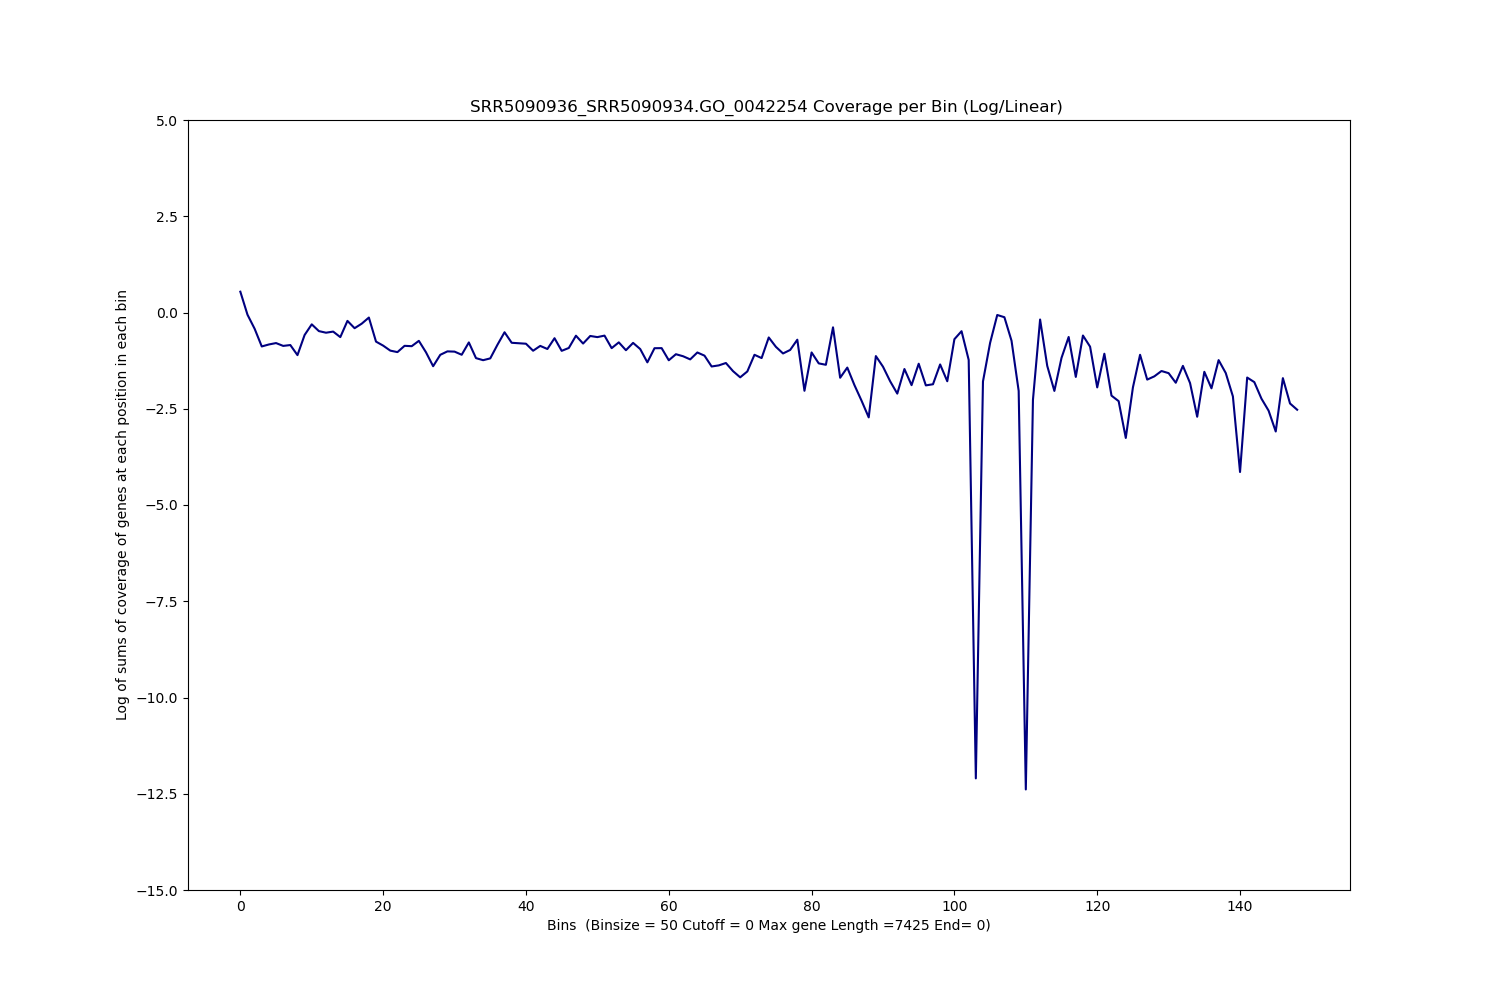 SRR5090936_SRR5090934.GO_0042254 Coverage per Bin (Log/Linear)
Log of sums of coverage of genes at each position in each bin
5.0
2.5
0.0
−2.5
−5.0
−7.5
−10.0
−12.5
−15.0
0 20 40 60 80 100 120 140
Bins  (Binsize = 50 Cutoff = 0 Max gene Length =7425 End= 0)